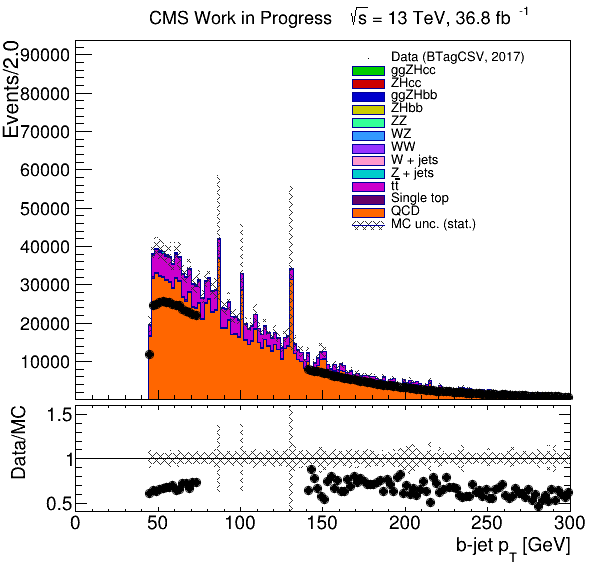 CMS Work in Progress √s = 13 TeV, 36.8 fb⁻¹
Events/2.0
90000
80000
70000
60000
50000
40000
30000
20000
10000
Data (BTagCSV, 2017)
ggZHcc
ZHcc
ggZHbb
ZHbb
ZZ
WZ
WW
W + jets
Z + jets
tt̅
Single top
QCD
MC unc. (stat.)
Data/MC
1.5
1
0.5
0 50 100 150 200 250 300
b-jet p_T [GeV]